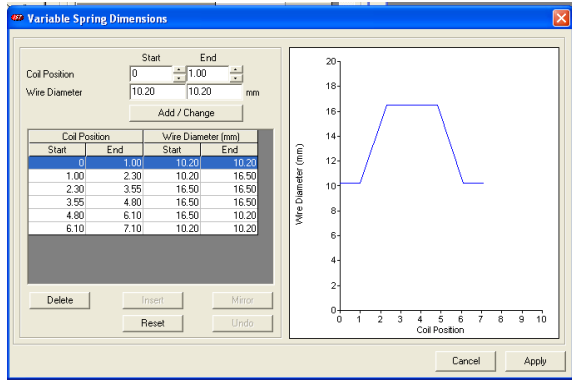 Variable Spring Dimensions
Start End
Coil Position 0 1.00
Wire Diameter 10.20 10.20 mm
Add / Change
Coil Position Wire Diameter (mm)
Start End Start End
0 1.00 10.20 10.20
1.00 2.30 10.20 16.50
2.30 3.55 16.50 16.50
3.55 4.80 16.50 16.50
4.80 6.10 16.50 10.20
6.10 7.10 10.20 10.20
Delete Insert Mirror
Reset Undo
20
18
16
14
12
10
8
6
4
2
0
Wire Diameter (mm)
0 1 2 3 4 5 6 7 8 9 10
Coil Position
Cancel Apply